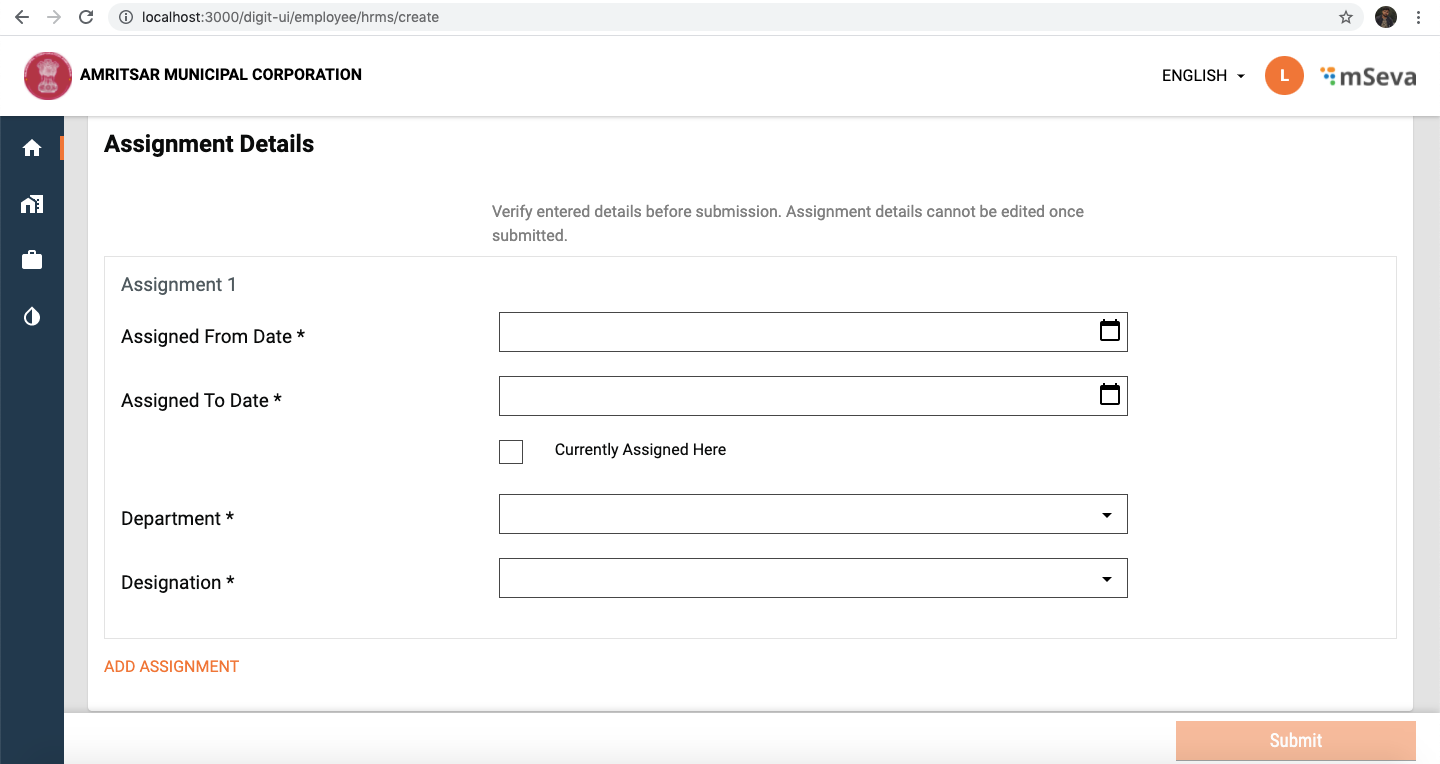 localhost:3000/digit-ui/employee/hrms/create
AMRITSAR MUNICIPAL CORPORATION
ENGLISH
L
mSeva
Assignment Details
Verify entered details before submission. Assignment details cannot be edited once
submitted.
Assignment 1
Assigned From Date *
Assigned To Date *
Currently Assigned Here
Department *
Designation *
ADD ASSIGNMENT
Submit